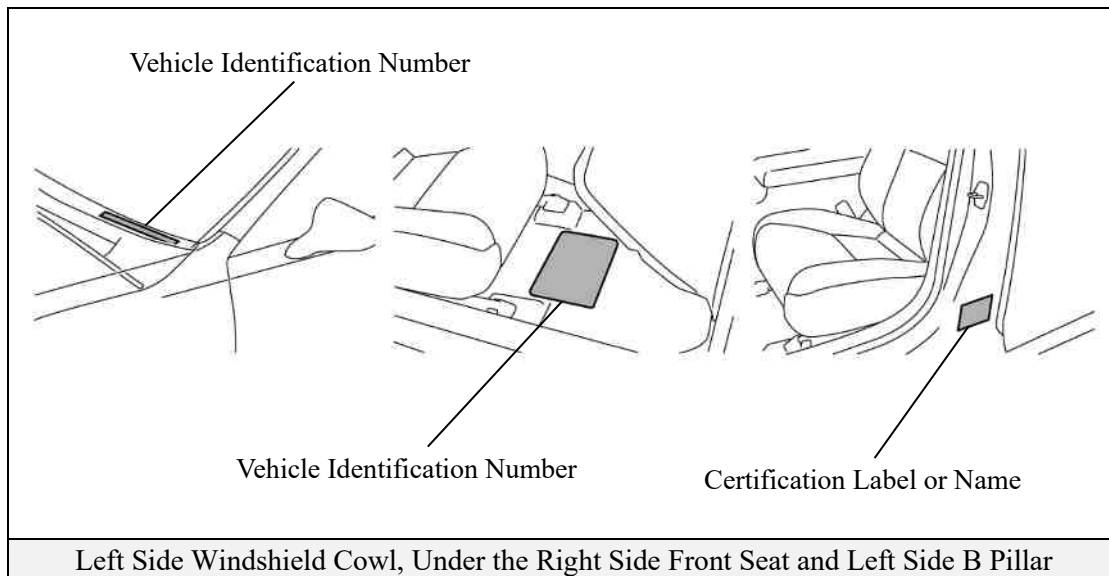 Vehicle Identification Number
Vehicle Identification Number
Certification Label or Name
Left Side Windshield Cowl, Under the Right Side Front Seat and Left Side B Pillar